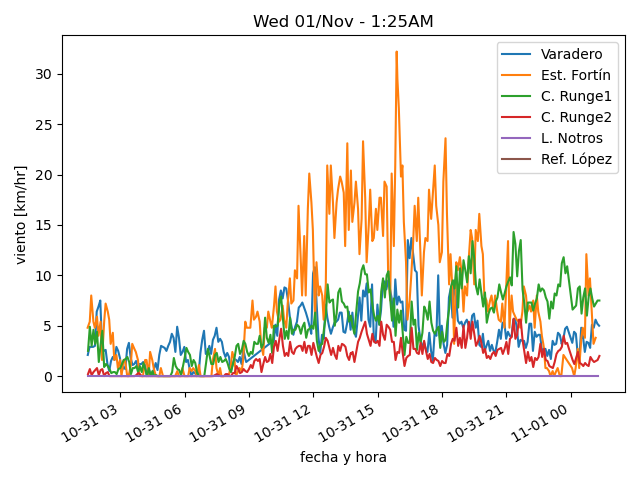 Wed 01/Nov - 1:25AM
Varadero
Est. Fortín
C. Runge1
C. Runge2
L. Notros
Ref. López
viento [km/hr]
30
25
20
15
10
5
0
10-31 03
10-31 06
10-31 09
10-31 12
10-31 15
10-31 18
10-31 21
11-01 00
fecha y hora